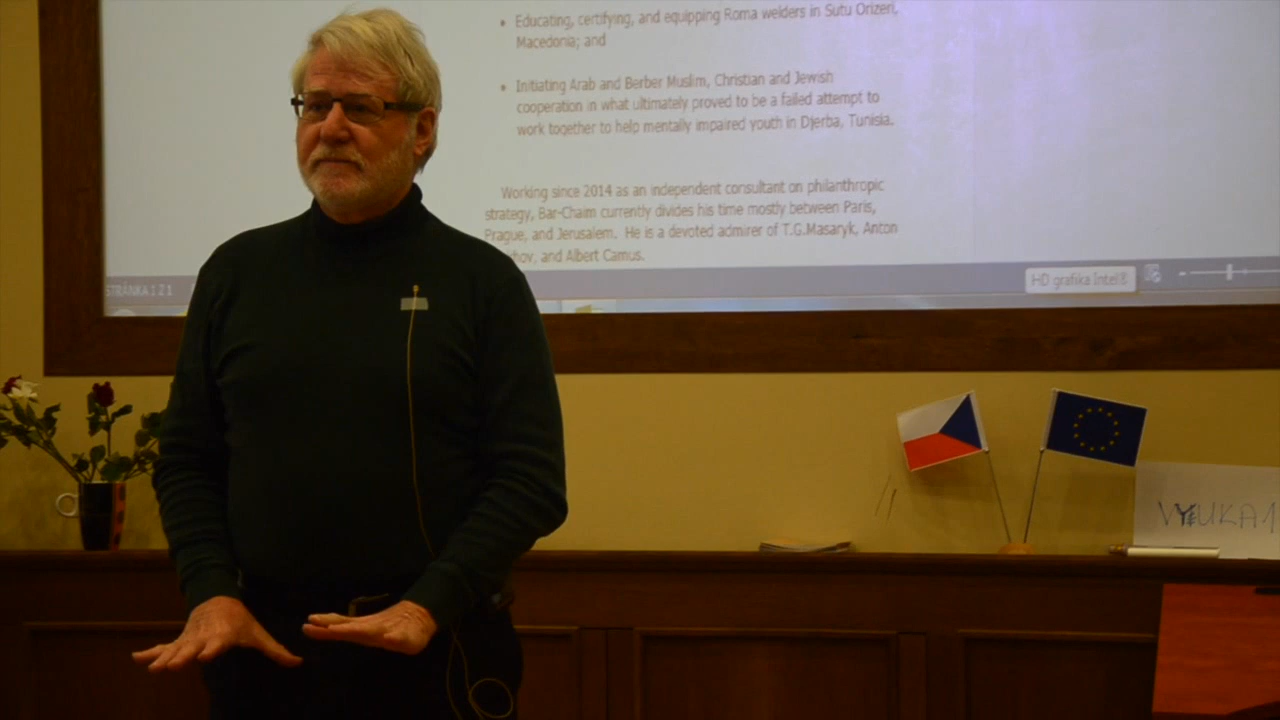 • Educating, certifying, and equipping Roma welders in Sutu Orizeri,
Macedonia; and
• Initiating Arab and Berber Muslim, Christian and Jewish
cooperation in what ultimately proved to be a failed attempt to
work together to help mentally impaired youth in Djerba, Tunisia.
Working since 2014 as an independent consultant on philanthropic
strategy, Bar-Chaim currently divides his time mostly between Paris,
Prague, and Jerusalem. He is a devoted admirer of T.G.Masaryk, Anton
and Albert Camus.
STRÁNKA 1 Z 1
HD grafika Intel®